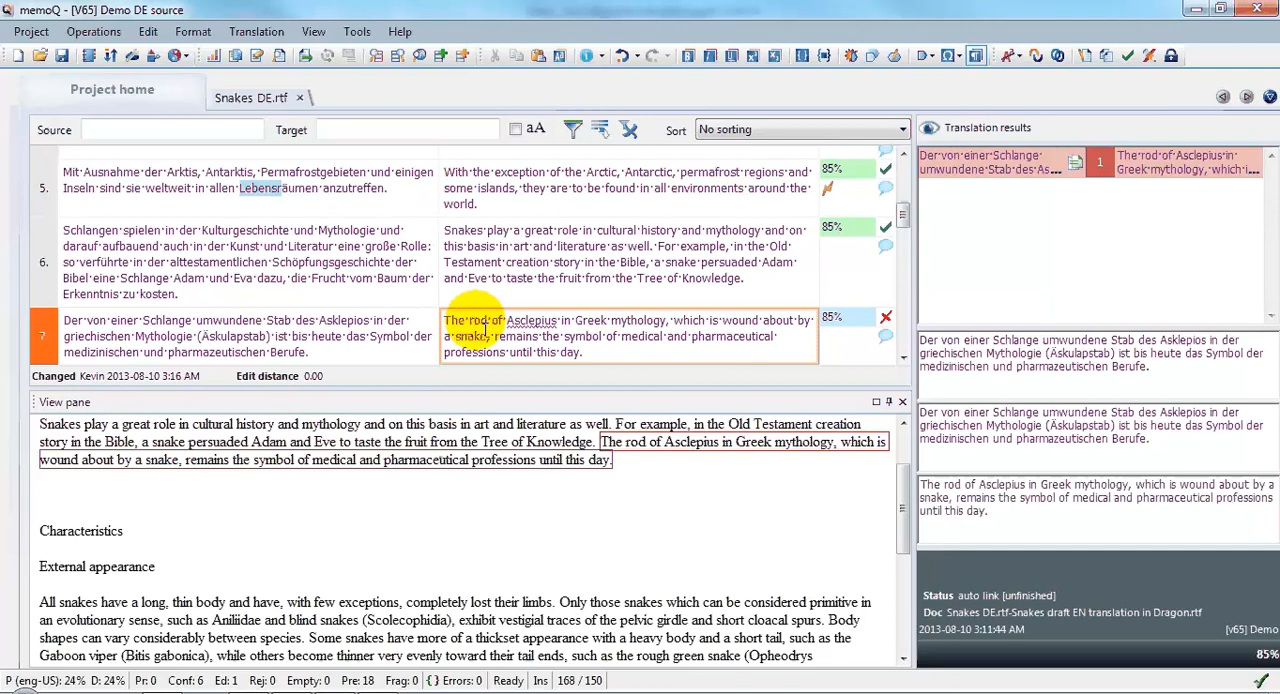 memoQ - [V65] Demo DE source
Project Operations Edit Format Translation View Tools Help
Project home
Snakes DE.rtf ×
Source Target aA Sort No sorting
5.
Mit Ausnahme der Arktis, Antarktis, Permafrostgebieten und einigen
Inseln sind sie weltweit in allen Lebensräumen anzutreffen.
With the exception of the Arctic, Antarctic, permafrost regions and
some islands, they are to be found in all environments around the
world.
85%
6.
Schlangen spielen in der Kulturgeschichte und Mythologie und
darauf aufbauend auch in der Kunst und Literatur eine große Rolle:
so verführte in der alttestamentlichen Schöpfungsgeschichte der
Bibel eine Schlange Adam und Eva dazu, die Frucht vom Baum der
Erkenntnis zu kosten.
Snakes play a great role in cultural history and mythology and on
this basis in art and literature as well. For example, in the Old
Testament creation story in the Bible, a snake persuaded Adam
and Eve to taste the fruit from the Tree of Knowledge.
85%
7
Der von einer Schlange umwundene Stab des Asklepios in der
griechischen Mythologie (Äskulapstab) ist bis heute das Symbol der
medizinischen und pharmazeutischen Berufe.
The rod of Asclepius in Greek mythology, which is wound about by
a snake, remains the symbol of medical and pharmaceutical
professions until this day.
85%
Changed Kevin 2013-08-10 3:16 AM Edit distance 0.00
View pane
Snakes play a great role in cultural history and mythology and on this basis in art and literature as well. For example, in the Old Testament creation
story in the Bible, a snake persuaded Adam and Eve to taste the fruit from the Tree of Knowledge. The rod of Asclepius in Greek mythology, which is
wound about by a snake, remains the symbol of medical and pharmaceutical professions until this day.
Characteristics
External appearance
All snakes have a long, thin body and have, with few exceptions, completely lost their limbs. Only those snakes which can be considered primitive in
an evolutionary sense, such as Aniliidae and blind snakes (Scolecophidia), exhibit vestigial traces of the pelvic girdle and short cloacal spurs. Body
shapes can vary considerably between species. Some snakes have more of a thickset appearance with a heavy body and a short tail, such as the
Gaboon viper (Bitis gabonica), while others become thinner very evenly toward their tail ends, such as the rough green snake (Opheodrys
Translation results
Der von einer Schlange
umwundene Stab des As...
1
The rod of Asclepius in
Greek mythology, which i...
Der von einer Schlange umwundene Stab des Asklepios in der
griechischen Mythologie (Äskulapstab) ist bis heute das Symbol der
medizinischen und pharmazeutischen Berufe.
Der von einer Schlange umwundene Stab des Asklepios in der
griechischen Mythologie (Äskulapstab) ist bis heute das Symbol der
medizinischen und pharmazeutischen Berufe.
The rod of Asclepius in Greek mythology, which is wound about by a
snake, remains the symbol of medical and pharmaceutical professions
until this day.
Status auto link [unfinished]
Doc Snakes DE.rtf-Snakes draft EN translation in Dragon.rtf
2013-08-10 3:11:44 AM [v65] Demo
85%
P (eng-US): 24% D: 24% Pr: 0 Conf: 6 Ed: 1 Rej: 0 Empty: 0 Pre: 18 Frag: 0 {} Errors: 0 Ready Ins 168 / 150